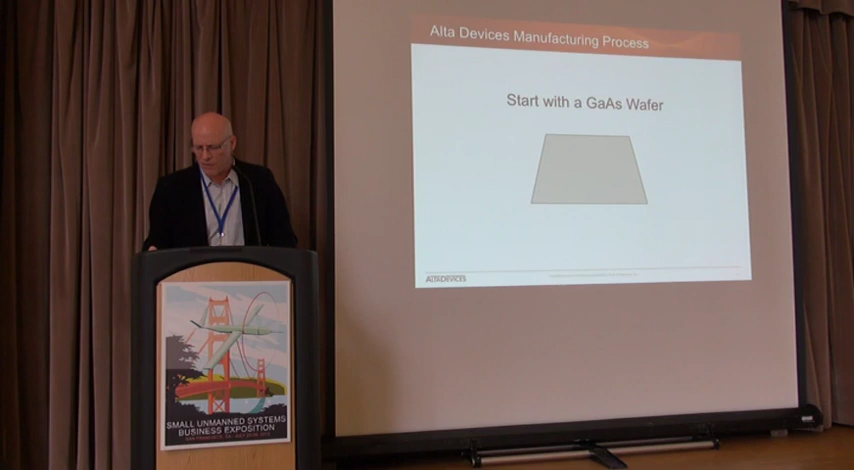 Alta Devices Manufacturing Process
Start with a GaAs Wafer
ALTADEVICES
SMALL UNMANNED SYSTEMS
BUSINESS EXPOSITION